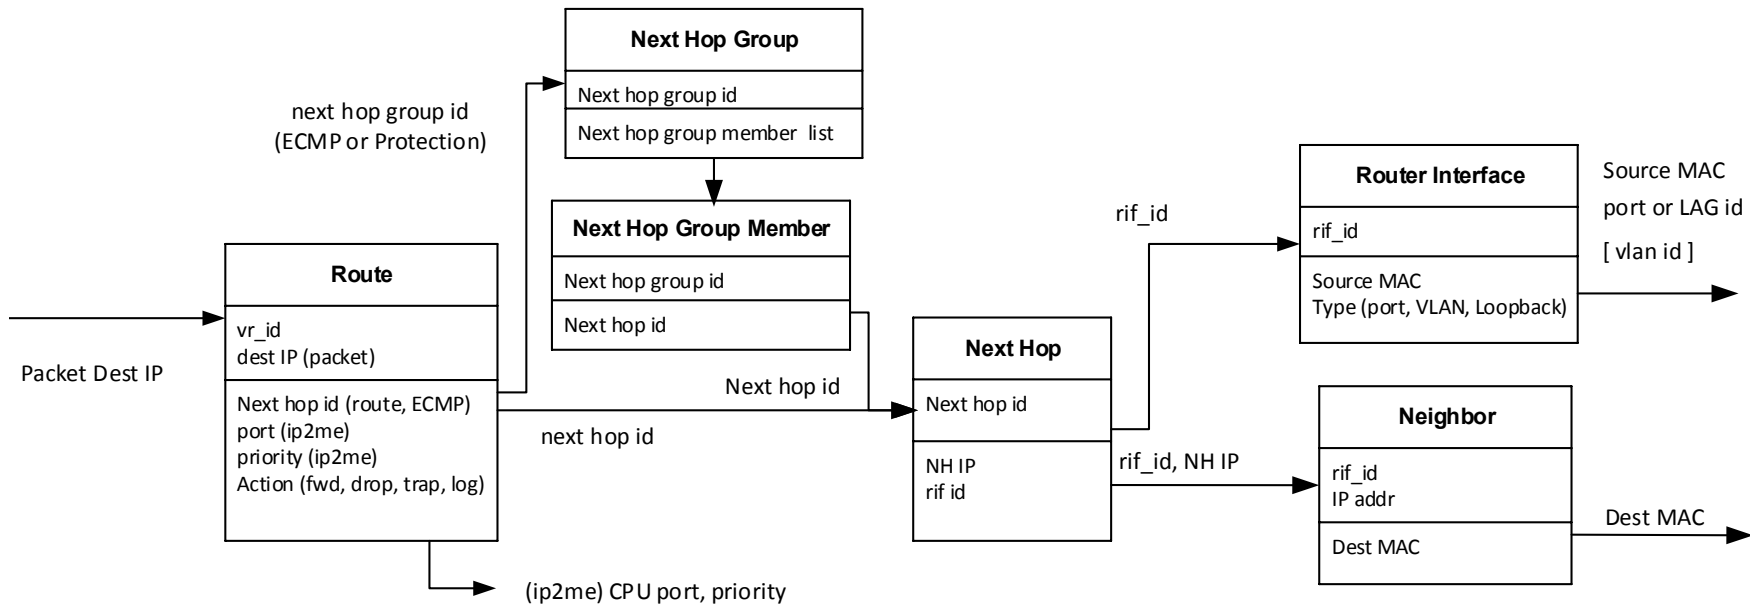 Next Hop Group
Next hop group id
Next hop group member list
next hop group id
(ECMP or Protection)
Next Hop Group Member
Next hop group id
Next hop id
Route
vr_id
dest IP (packet)
Next hop id (route, ECMP)
port (ip2me)
priority (ip2me)
Action (fwd, drop, trap, log)
Packet Dest IP
(ip2me) CPU port, priority
Next hop id
next hop id
Next Hop
Next hop id
NH IP
rif id
rif_id
rif_id, NH IP
Router Interface
rif_id
Source MAC
Type (port, VLAN, Loopback)
Source MAC
port or LAG id
[ vlan id ]
Neighbor
rif_id
IP addr
Dest MAC
Dest MAC